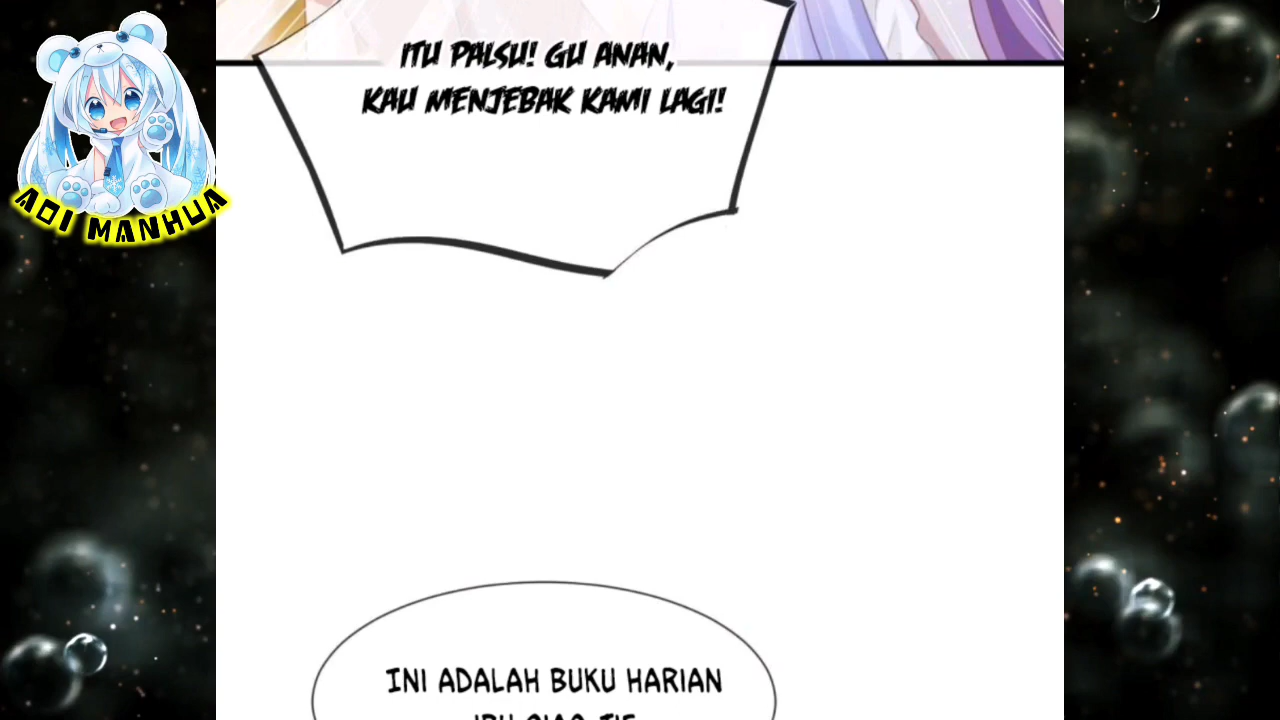 ITU PALSU! GU ANAN,
KAU MENJEBAK KAMI LAGI!
AOI MANHUA
INI ADALAH BUKU HARIAN